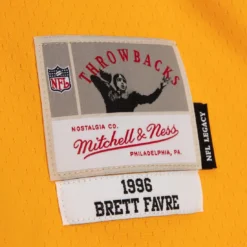 THROWBACKS
NFL
NOSTALGIA CO.
Mitchell & Ness
PHILADELPHIA, PA.
NFL LEGACY
1996
BRETT FAVRE